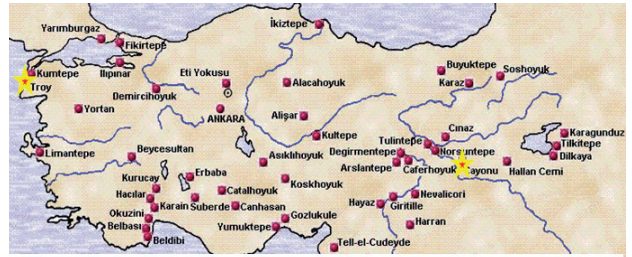 İkiztepe
Yarımburgaz
Fikirtepe
Kumtepe
Troy
Ilıpınar
Demircihoyuk
Eti Yokusu
Alacahoyuk
Buyuktepe
Karaz
Soshoyuk
Yortan
ANKARA
Alişar
Kultepe
Tulintepe
Cınaz
Karagunduz
Tilkitepe
Dilkaya
Limantepe
Beycesultan
Asıklıhoyuk
Degirmentepe
Norsuntepe
Arslantepe
Caferhoyuk
Cayonu
Hallan Cemi
Kurucay
Erbaba
Catalhoyuk
Koskhoyuk
Hacılar
Karain
Suberde
Canhasan
Hayaz
Nevalicori
Giritille
Okuzini
Belbası
Beldibi
Yumuktepe
Gozlukule
Harran
Tell-el-Cudeyde